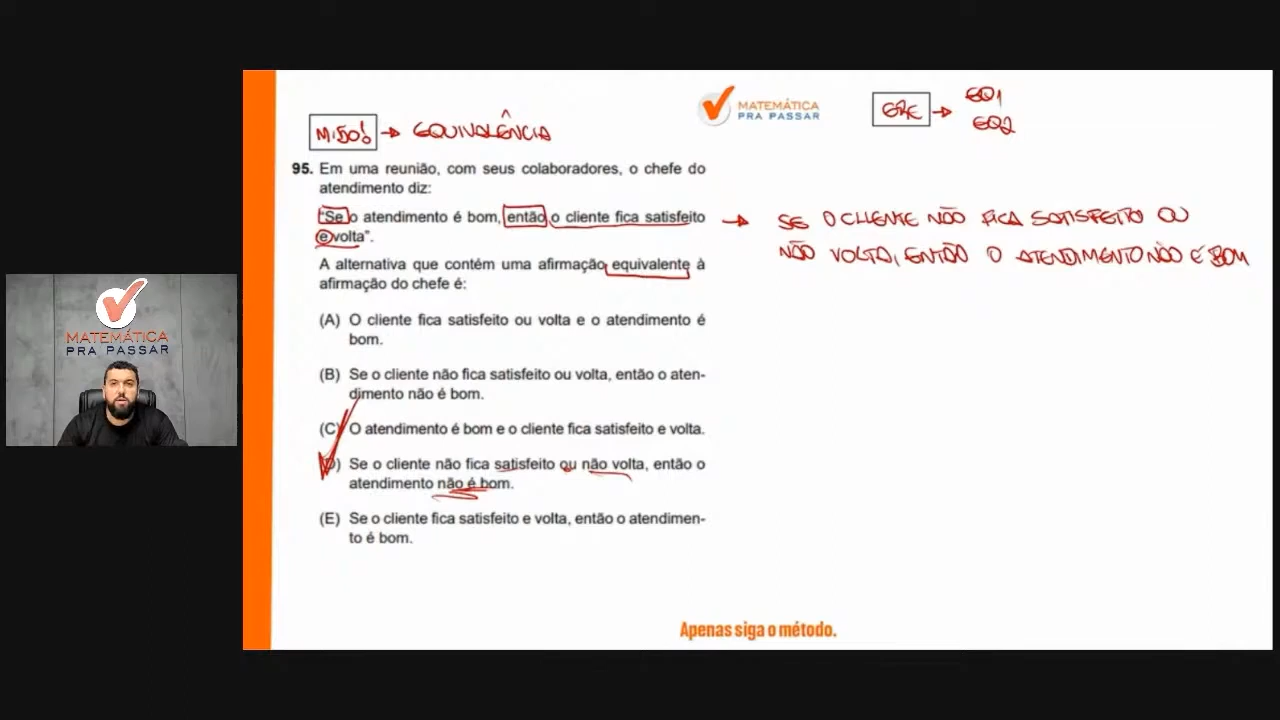 MATEMÁTICA
PRA PASSAR
M.50! → EQUIVALÊNCIA
MATEMÁTICA
PRA PASSAR
→ EQ1
EQ2
95. Em uma reunião, com seus colaboradores, o chefe do
atendimento diz:
“Se o atendimento é bom, então o cliente fica satisfeito
e volta”.
→ SE O CLIENTE NÃO FICA SATISFEITO OU
NÃO VOLTA, ENTÃO O ATENDIMENTO NÃO É BOM
A alternativa que contém uma afirmação equivalente à
afirmação do chefe é:
(A) O cliente fica satisfeito ou volta e o atendimento é
bom.
(B) Se o cliente não fica satisfeito ou volta, então o aten-
dimento não é bom.
(C) O atendimento é bom e o cliente fica satisfeito e volta.
(D) Se o cliente não fica satisfeito ou não volta, então o
atendimento não é bom.
(E) Se o cliente fica satisfeito e volta, então o atendimen-
to é bom.
Apenas siga o método.